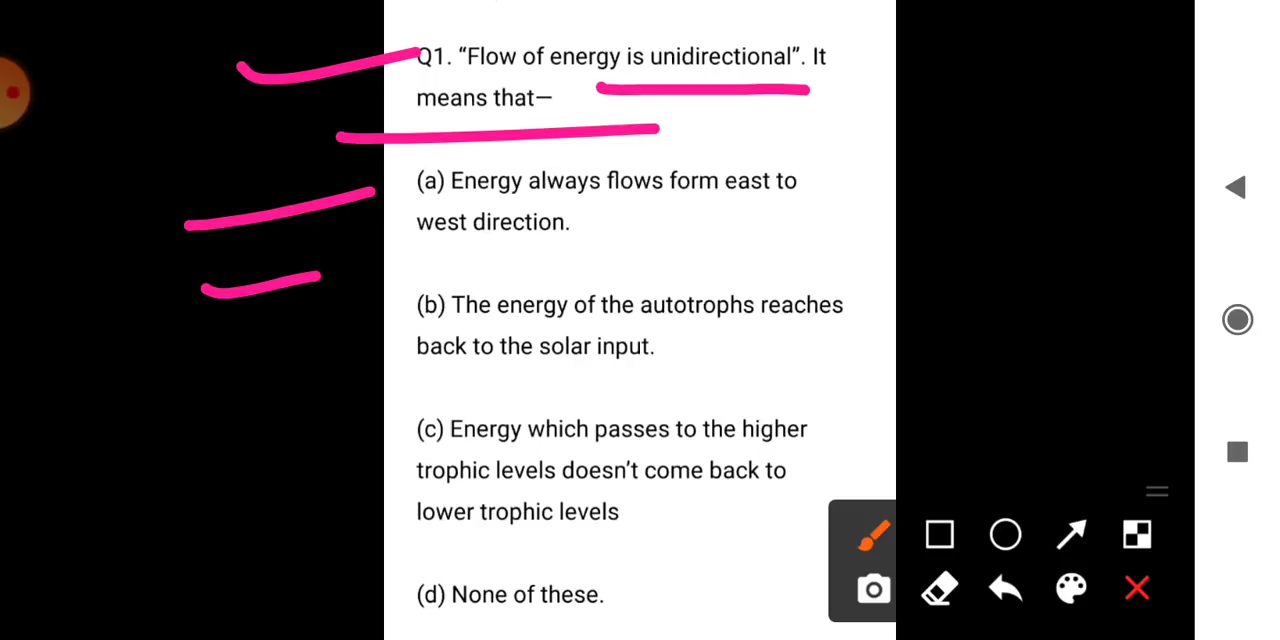 Q1. “Flow of energy is unidirectional”. It
means that—
(a) Energy always flows form east to
west direction.
(b) The energy of the autotrophs reaches
back to the solar input.
(c) Energy which passes to the higher
trophic levels doesn’t come back to
lower trophic levels
(d) None of these.